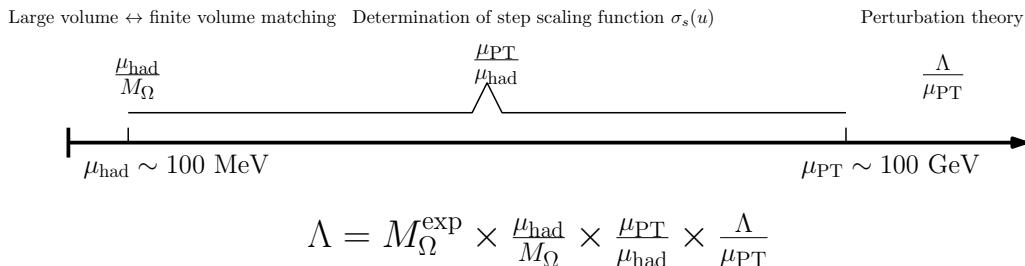 Large volume ↔ finite volume matching Determination of step scaling function σₛ(u) Perturbation theory
μ_had/M_Ω μ_PT/μ_had Λ/μ_PT
μ_had ∼ 100 MeV μ_PT ∼ 100 GeV
Λ = M_Ω^exp × μ_had/M_Ω × μ_PT/μ_had × Λ/μ_PT